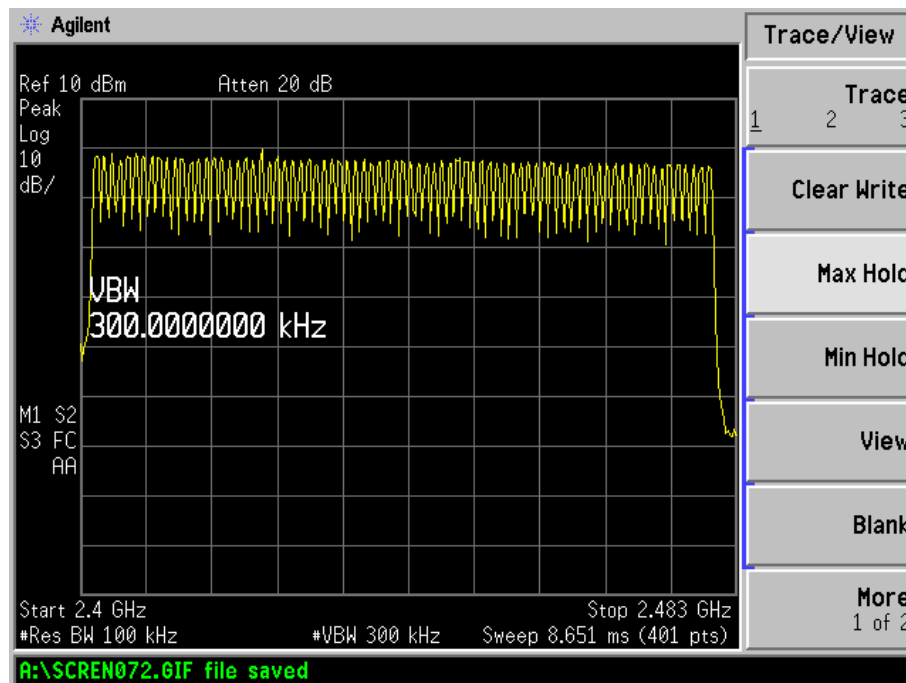 Agilent
Trace/View
Ref 10 dBm Atten 20 dB
Peak
Log
10
dB/
VBW
300.0000000 kHz
M1 S2
S3 FC
AA
Start 2.4 GHz Stop 2.483 GHz
#Res BW 100 kHz #VBW 300 kHz Sweep 8.651 ms (401 pts)
A:\SCREN072.GIF file saved
Trace
1 2 3
Clear Write
Max Hold
Min Hold
View
Blank
More
1 of 2